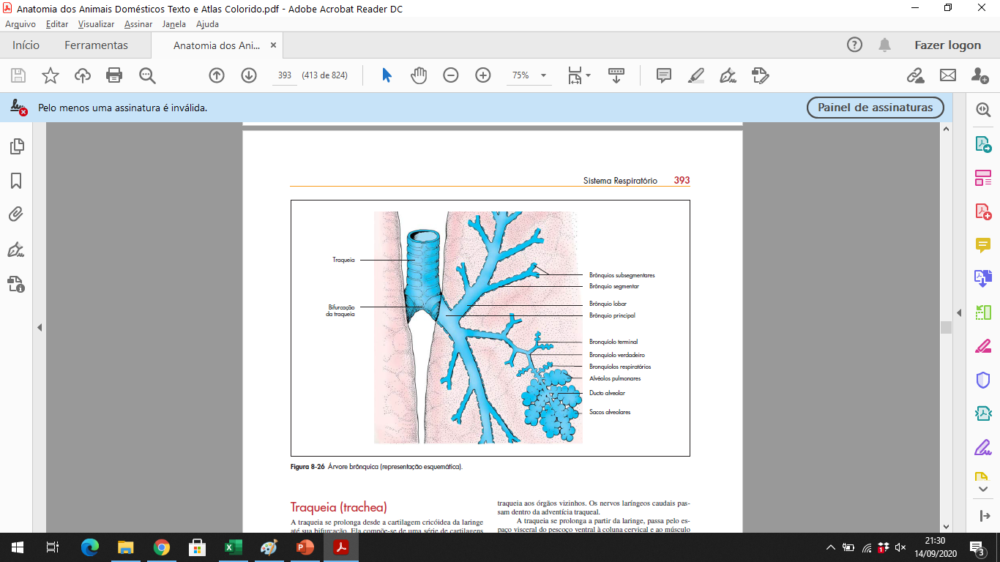 Anatomia dos Animais Domésticos Texto e Atlas Colorido.pdf - Adobe Acrobat Reader DC
Arquivo Editar Visualizar Assinar Janela Ajuda
Início Ferramentas Anatomia dos Ani... × Fazer logon
393 (413 de 824) 75%
Pelo menos uma assinatura é inválida. Painel de assinaturas
Sistema Respiratório 393
Traqueia
Bifurcação
da traqueia
Brônquios subsegmentares
Brônquio segmentar
Brônquio lobar
Brônquio principal
Bronquíolo terminal
Bronquíolo verdadeiro
Bronquíolos respiratórios
Alvéolos pulmonares
Ducto alveolar
Sacos alveolares
Figura 8-26 Árvore brônquica (representação esquemática).
Traqueia (trachea)
A traqueia se prolonga desde a cartilagem cricóidea da laringe
até sua bifurcação. Ela compõe-se de uma série de cartilagens
traqueia aos órgãos vizinhos. Os nervos laríngeos caudais pas-
sam dentro da adventícia traqueal.
A traqueia se prolonga a partir da laringe, passa pelo es-
paço visceral do pescoço ventral à coluna cervical e ao músculo
21:30
14/09/2020
3